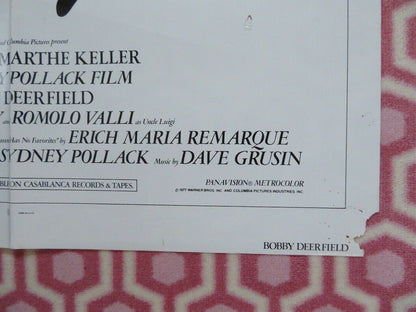 Columbia Pictures present
MARTHE KELLER
POLLACK FILM
DEERFIELD
ROMOLO VALLI as Uncle Luigi
Has No Favorites" by ERICH MARIA REMARQUE
SYDNEY POLLACK Music by DAVE GRUSIN
CASABLANCA RECORDS & TAPES.
PANAVISION® METROCOLOR
© 1977 WARNER BROS. INC. AND COLUMBIA PICTURES INDUSTRIES, INC.
BOBBY DEERFIELD